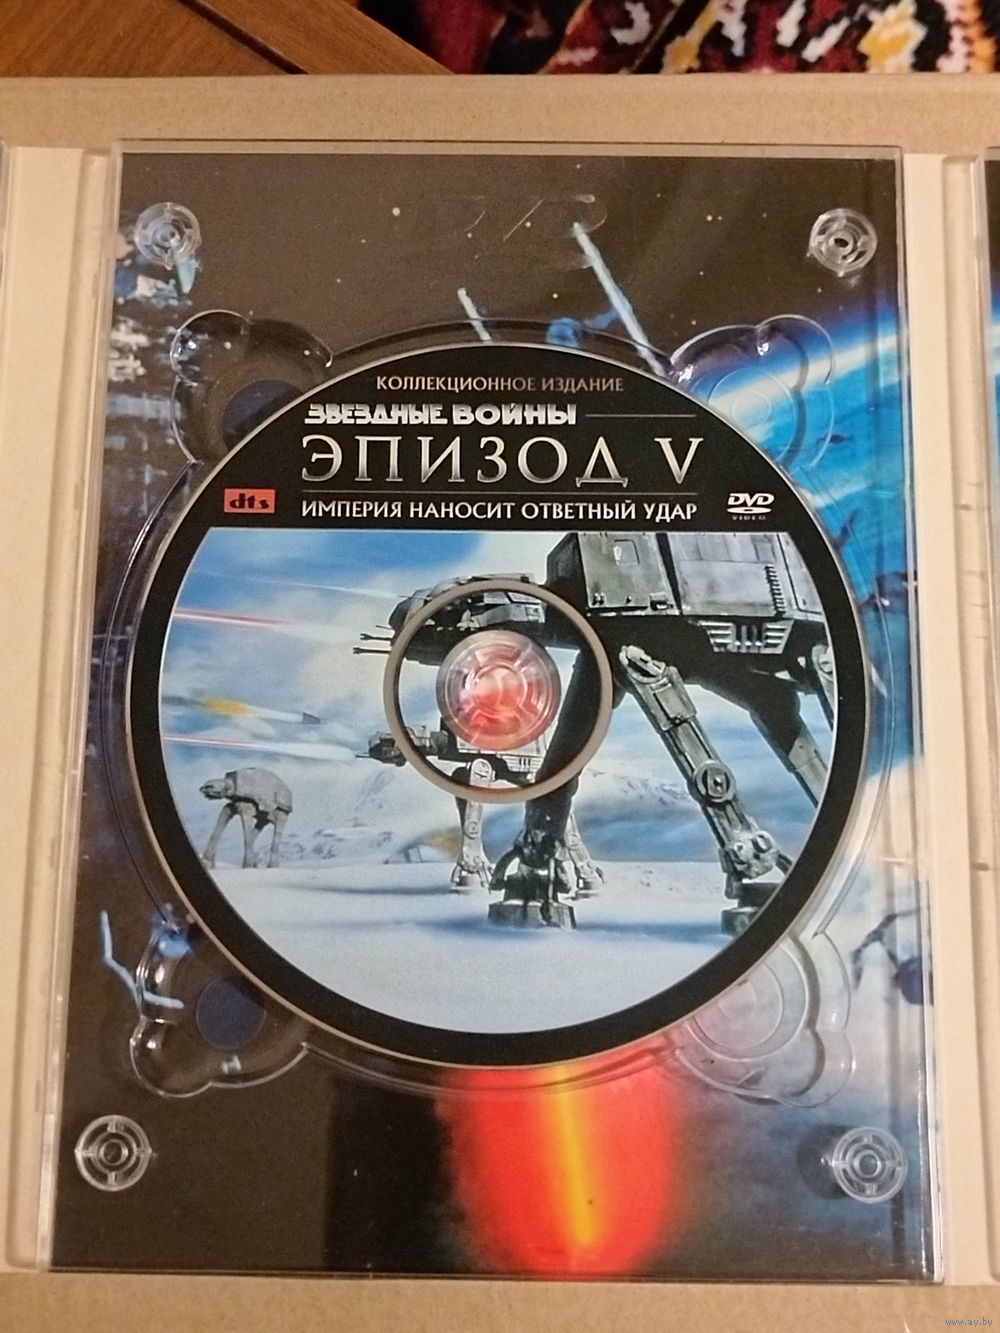 КОЛЛЕКЦИОННОЕ ИЗДАНИЕ
ЗВЕЗДНЫЕ ВОЙНЫ
ЭПИЗОД V
dts
ИМПЕРИЯ НАНОСИТ ОТВЕТНЫЙ УДАР
DVD
VIDEO
www.ay.by